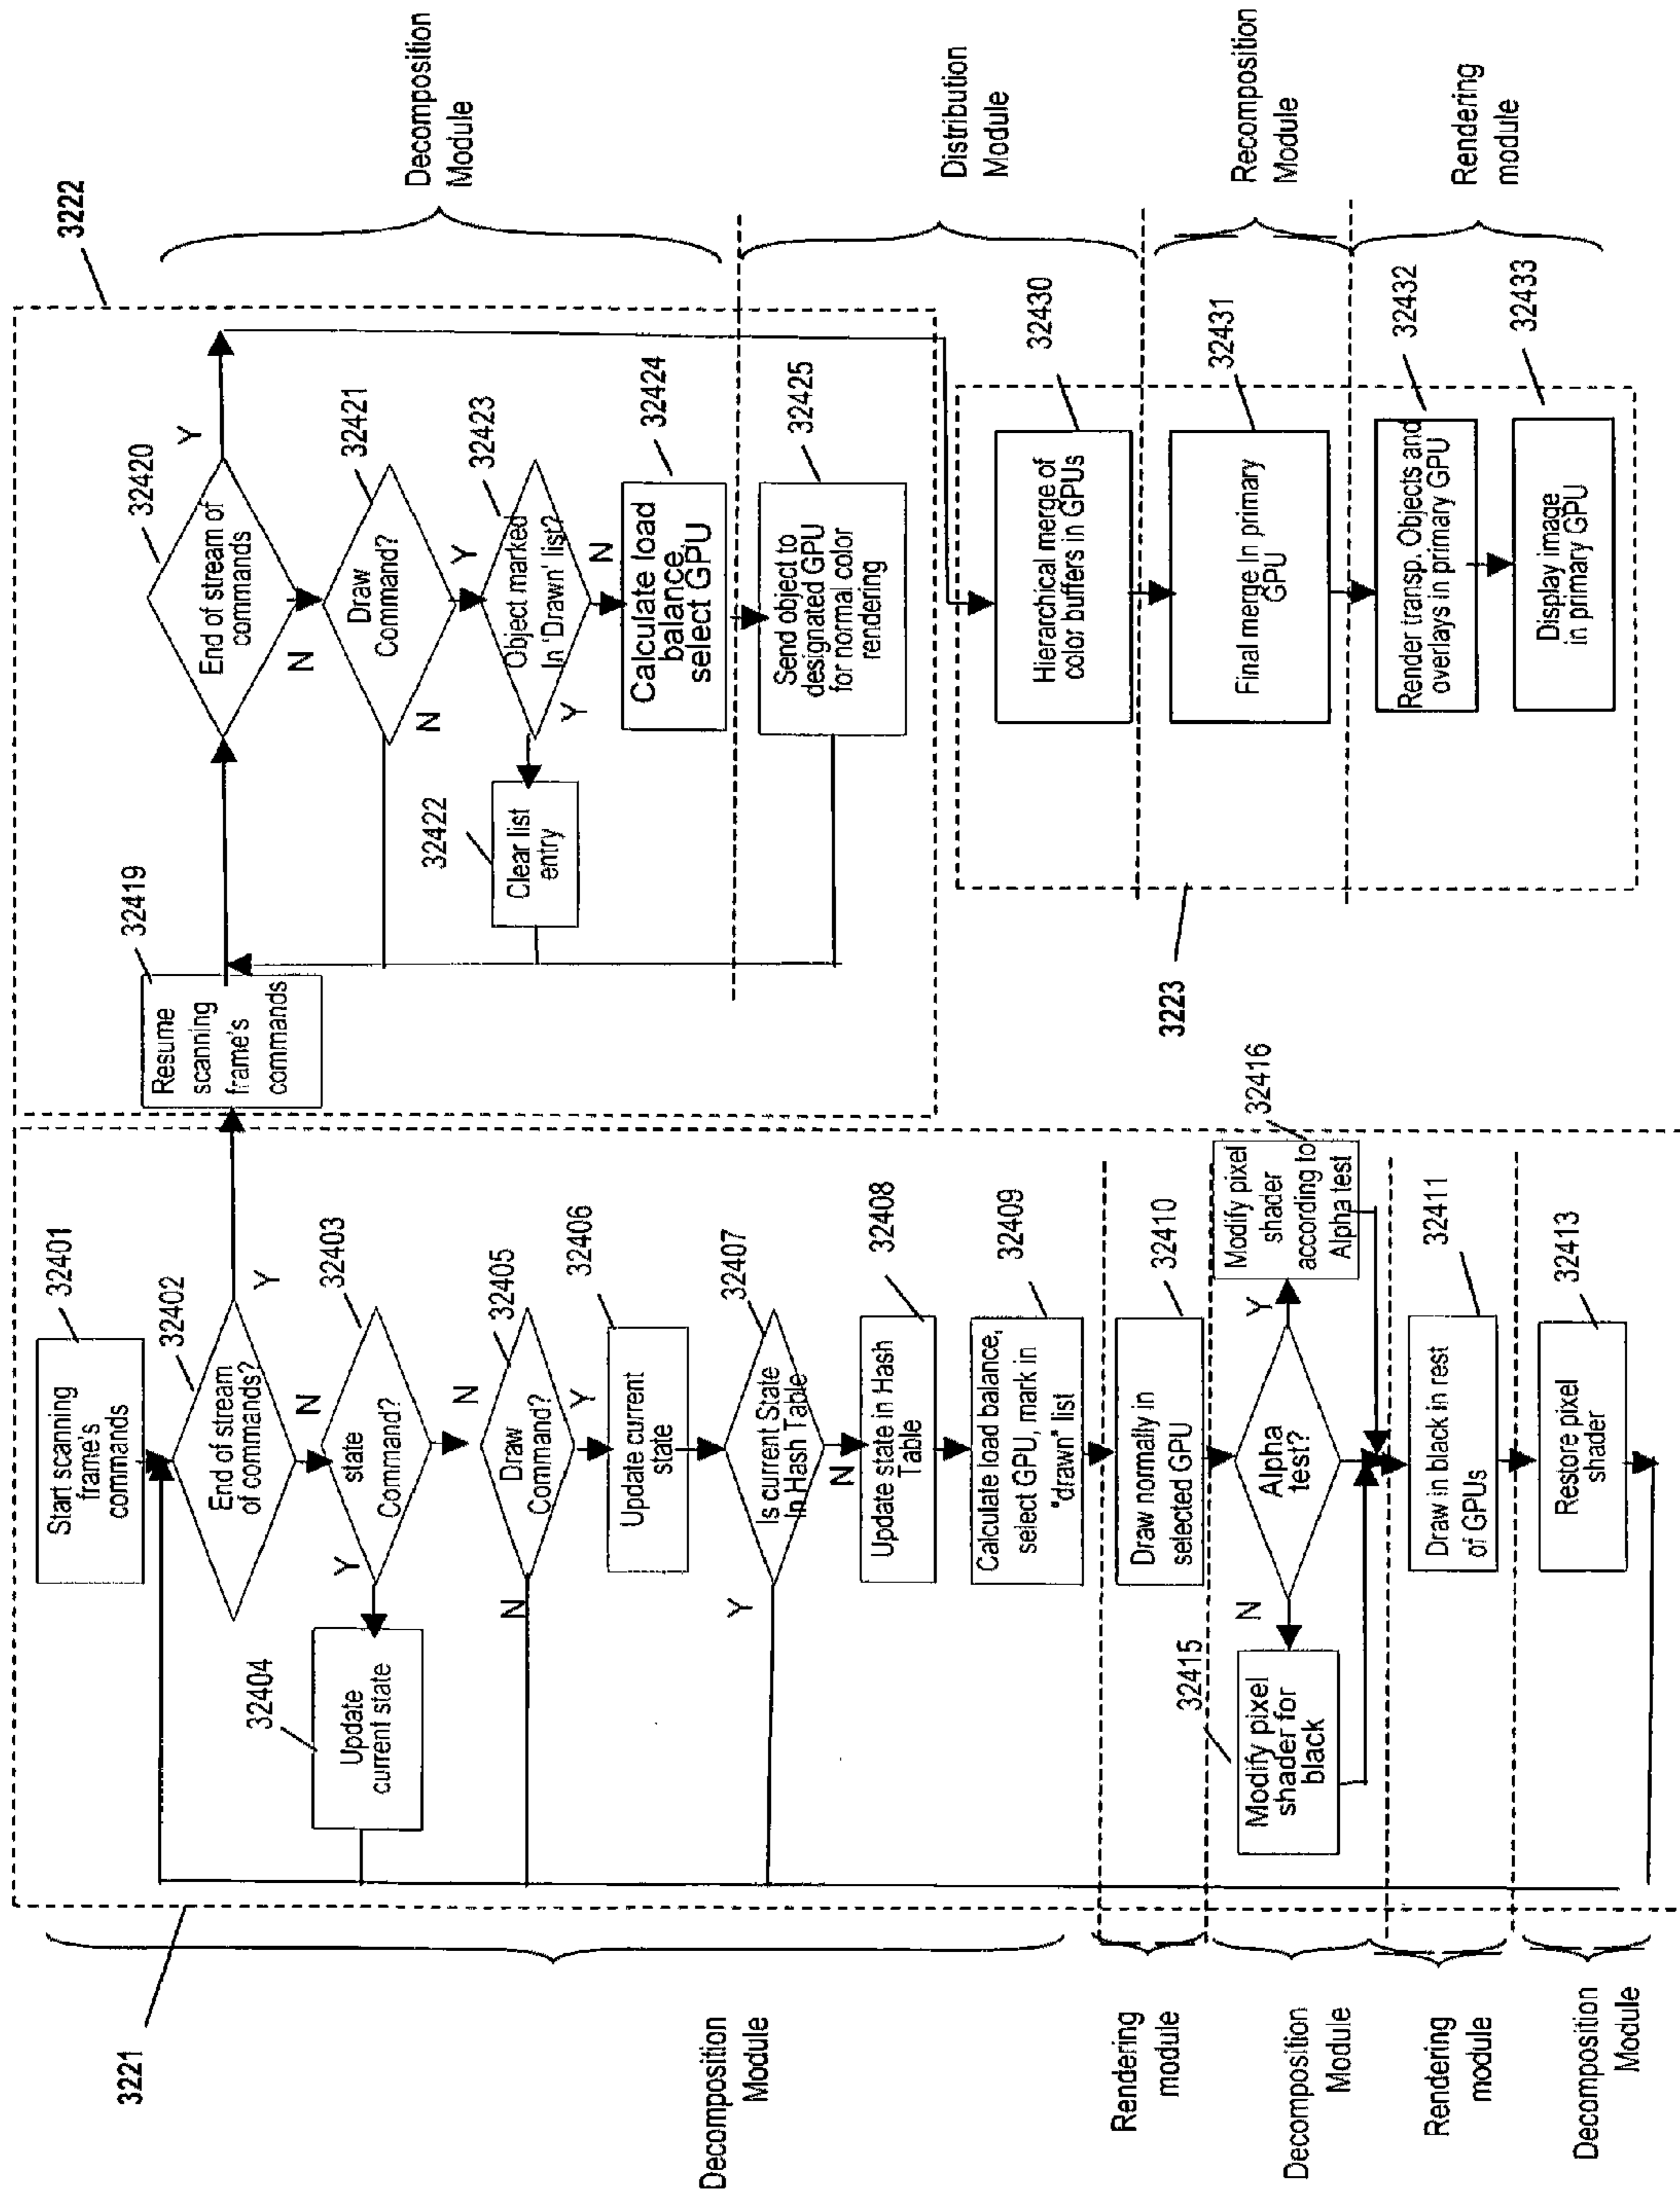 3221
32401
Start scanning
frame's
commands
32402
End of stream
of commands?
Y
N
32403
state
Command?
Y
N
32404
Update
current state
32405
Draw
Command?
N
Y
32406
Update current
state
32407
Is current State
In Hash Table
Y
N
32408
Update state in Hash
Table
32409
Calculate load balance,
select GPU, mark in
"drawn" list
32410
Draw normally in
selected GPU
Alpha
test?
N
Y
32415
Modify pixel
shader for
black
32416
Modify pixel
shader
according to
Alpha test
32411
Draw in black in rest
of GPUs
32413
Restore pixel
shader
Decomposition
Module
Rendering
module
Decomposition
Module
Rendering
module
Decomposition
Module
3222
32419
Resume
scanning
frame's
commands
32420
End of stream of
commands
Y
N
32421
Draw
Command?
N
Y
32423
Object marked
In 'Drawn' list?
Y
N
32422
Clear list
entry
32424
Calculate load
balance,
select GPU
32425
Send object to
designated GPU
for normal color
rendering
3223
32430
Hierarchical merge of
color buffers in GPUs
32431
Final merge in primary
GPU
32432
Render transp. Objects and
overlays in primary GPU
32433
Display image
in primary GPU
Decomposition
Module
Distribution
Module
Recomposition
Module
Rendering
module